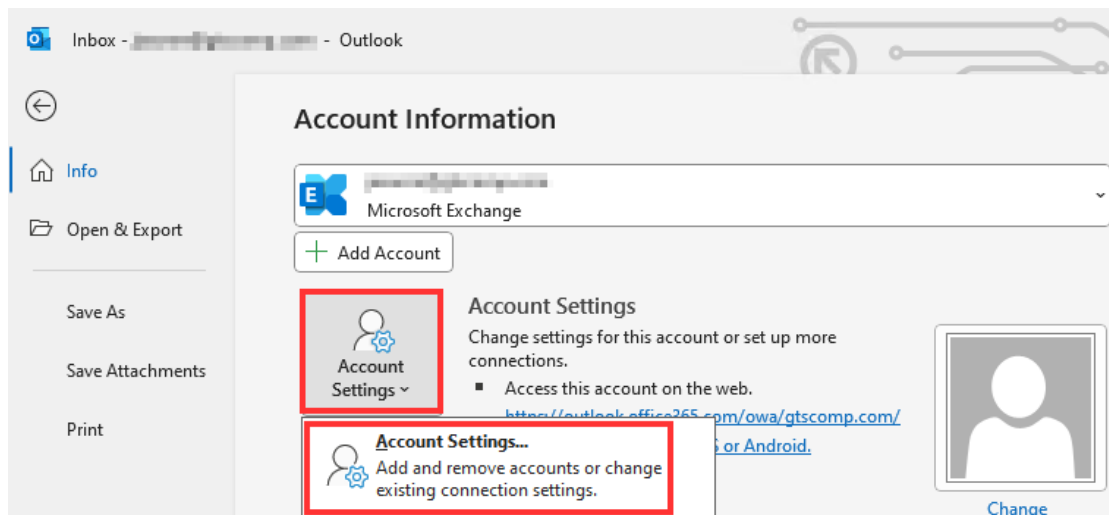 Inbox - - Outlook
Account Information
Info
E
Microsoft Exchange
Open & Export
Add Account
Account Settings
Change settings for this account or set up more
connections.
Save As
Account
Settings
Save Attachments
▪ Access this account on the web.
https://outlook.office365.com/owa/gtscomp.com/
or Android.
Print
Account Settings...
Add and remove accounts or change
existing connection settings.
Change